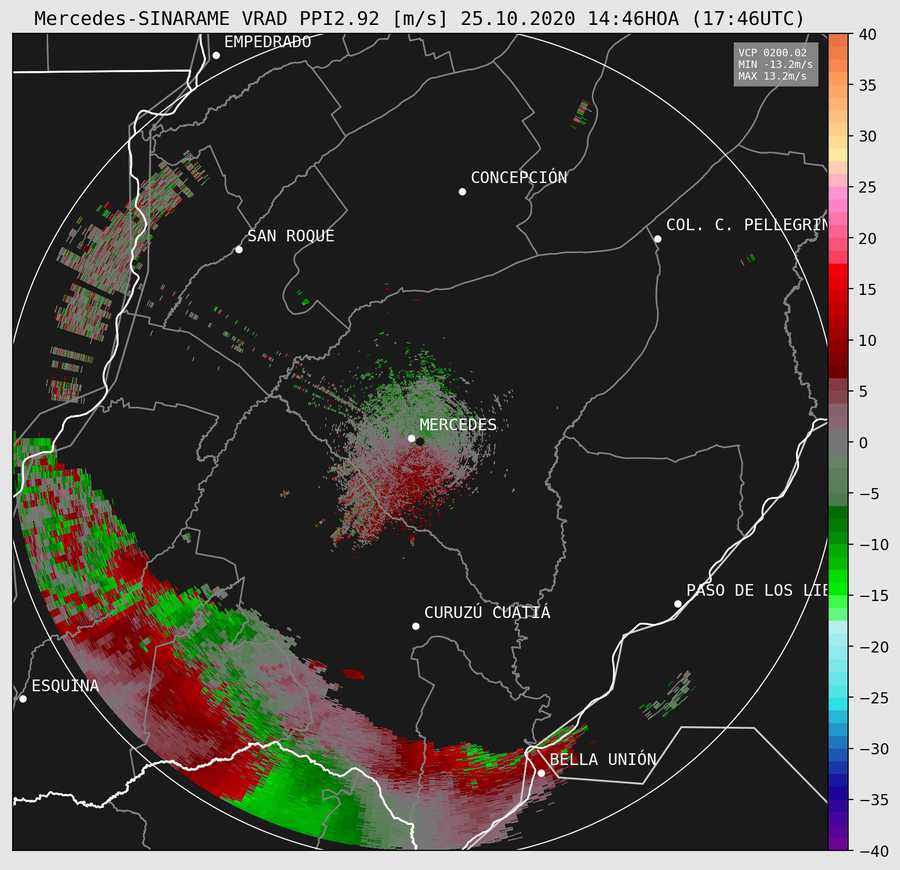 Mercedes-SINARAME VRAD PPI2.92 [m/s] 25.10.2020 14:46HOA (17:46UTC)
EMPEDRADO
VCP 0200.02
MIN -13.2m/s
MAX 13.2m/s
CONCEPCIÓN
COL. C. PELLEGRIN
SAN ROQUE
MERCEDES
PASO DE LOS LIB
CURUZÚ CUATIÁ
ESQUINA
BELLA UNIÓN
40
35
30
25
20
15
10
5
0
−5
−10
−15
−20
−25
−30
−35
−40